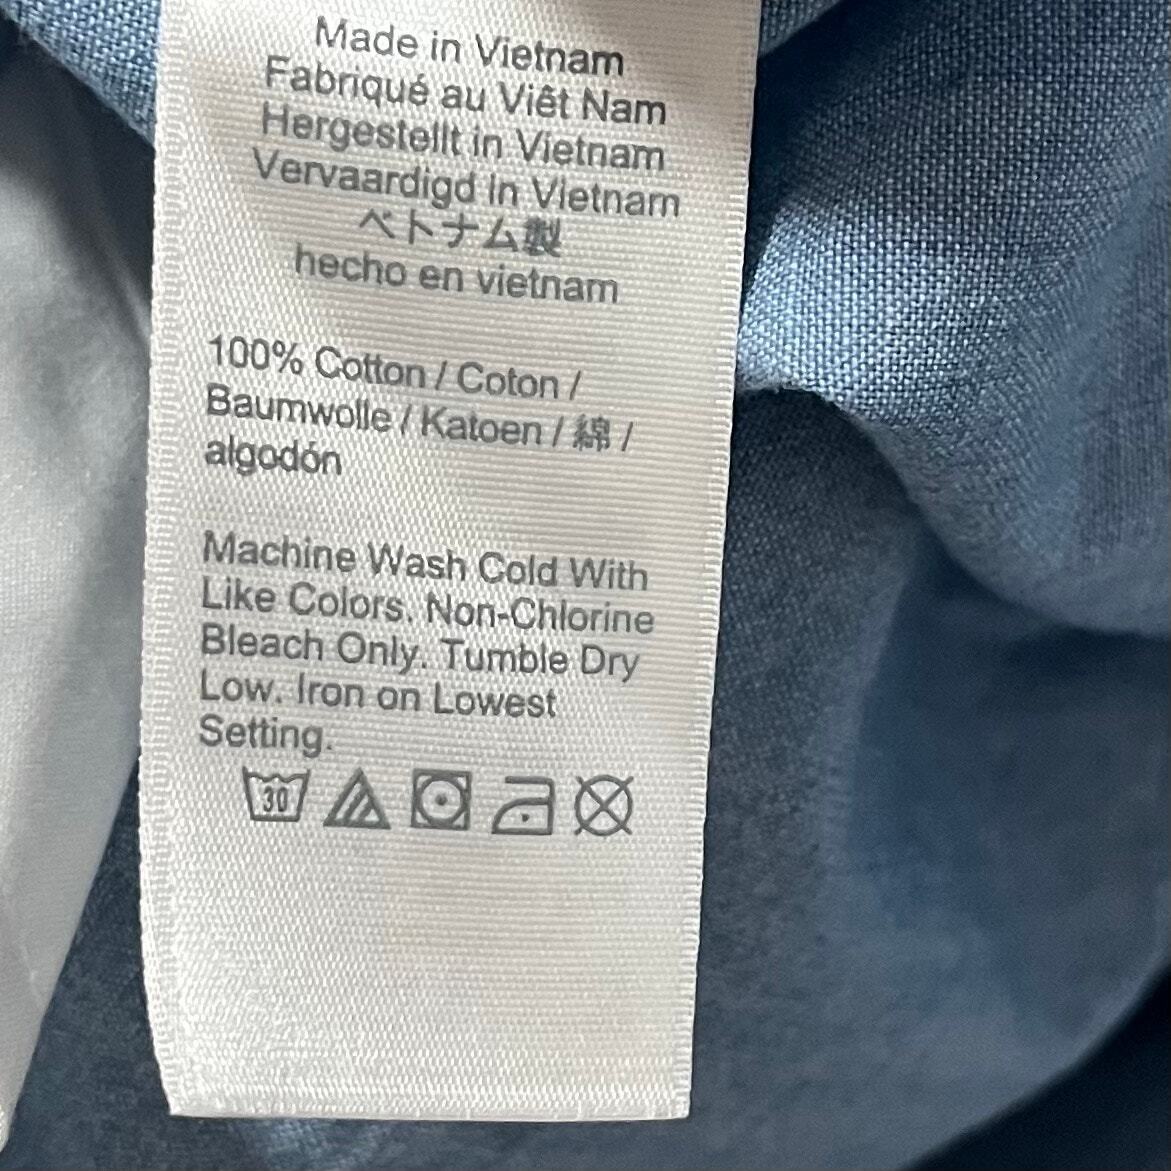 Made in Vietnam
Fabriqué au Viêt Nam
Hergestellt in Vietnam
Vervaardigd in Vietnam
ベトナム製
hecho en vietnam
100% Cotton / Coton /
Baumwolle / Katoen / 綿 /
algodón
Machine Wash Cold With
Like Colors. Non-Chlorine
Bleach Only. Tumble Dry
Low. Iron on Lowest
Setting.
30